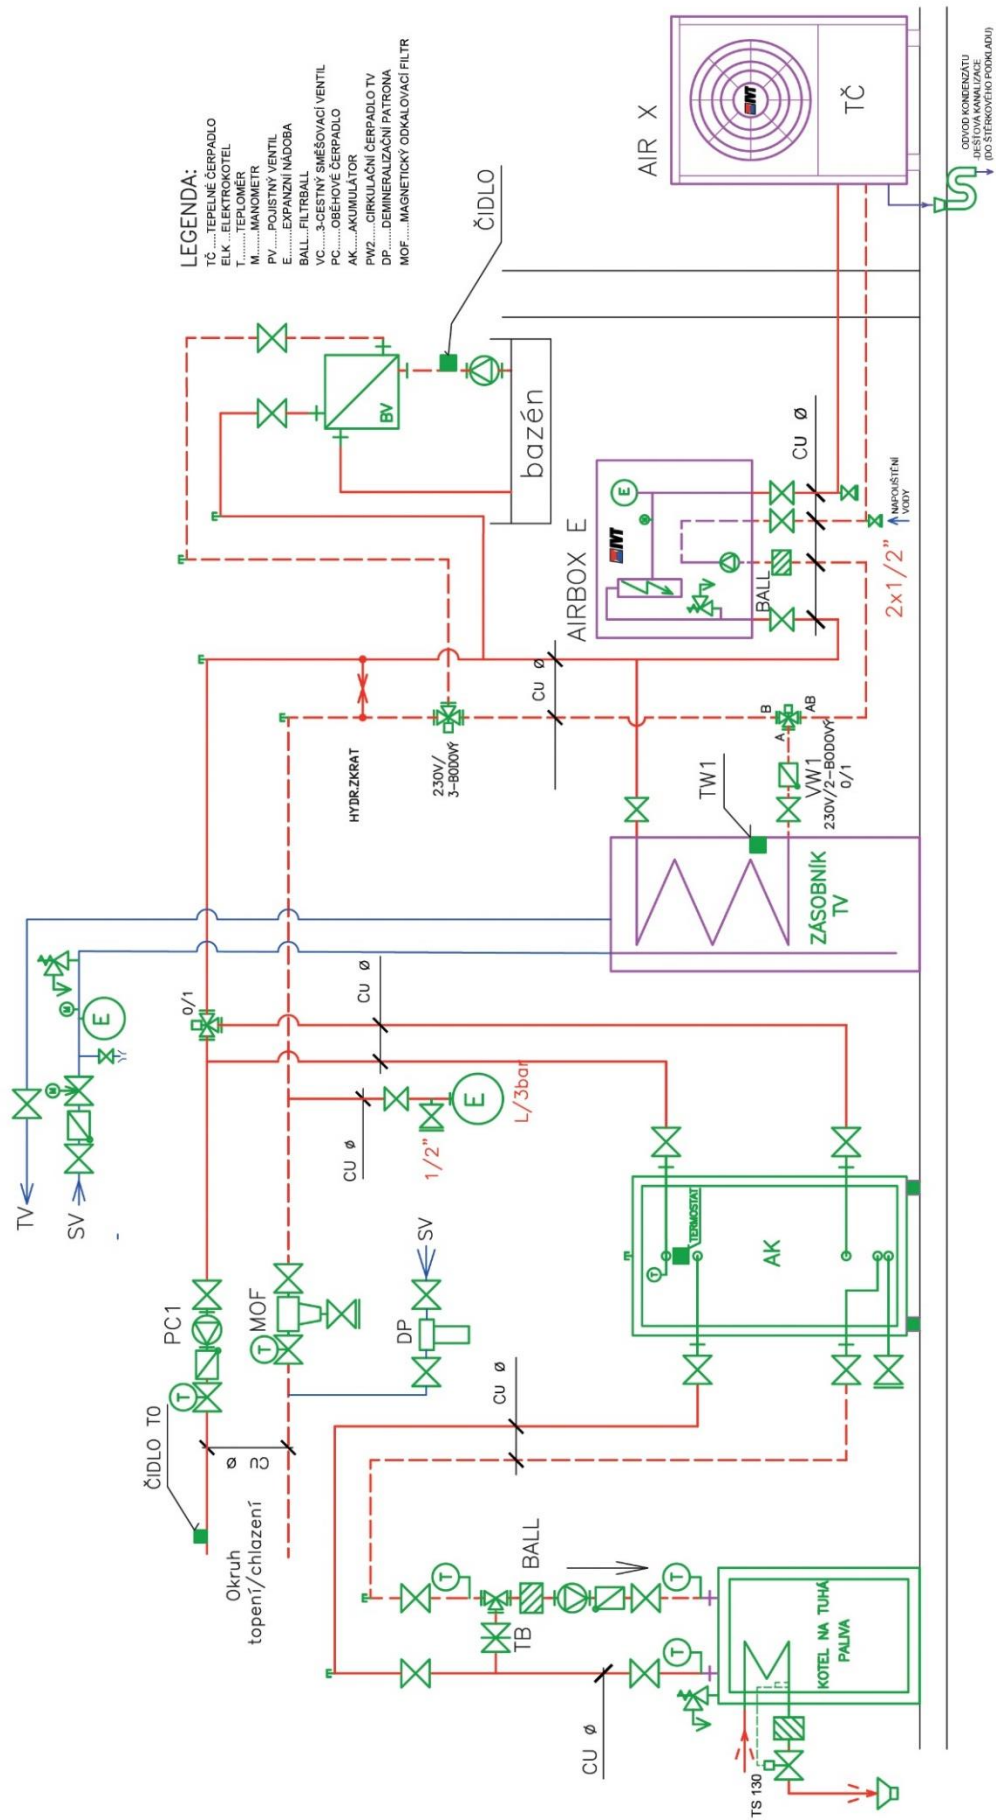 LEGENDA:
TČ ....TEPELNÉ ČERPADLO
ELK ...ELEKTROKOTEL
T.........TEPLOMĚR
M........MANOMETR
PV......POJISTNÝ VENTIL
E.........EXPANZNÍ NÁDOBA
BALL...FILTRBALL
VC......3-CESTNÝ SMĚŠOVACÍ VENTIL
PC......OBĚHOVÉ ČERPADLO
AK......AKUMULÁTOR
PW2....CIRKULAČNÍ ČERPADLO TV
DP......DEMINERALIZAČNÍ PATRONA
MOF....MAGNETICKÝ ODKALOVACÍ FILTR
AIR X
IVT
TČ
ODVOD KONDENZÁTU
-DEŠŤOVÁ KANALIZACE
(DO ŠTĚRKOVÉHO PODKLADU)
ČIDLO
BV
bazén
AIRBOX E
IVT
E
BALL
CU Ø
NAPOUŠTĚNÍ
VODY
2x1/2"
CU Ø
HYDR.ZKRAT
230V/
3-BODOVÝ
B
A
AB
VW1
230V/2-BODOVÝ
0/1
TW1
ZÁSOBNÍK
TV
TV
SV
M
M
E
0/1
CU Ø
CU Ø
1/2"
E
L/3bar
PC1
T
MOF
T
DP
SV
ČIDLO T0
CU Ø
Okruh
topení/chlazení
T
TERMOSTAT
AK
CU Ø
T
BALL
TB
T
T
CU Ø
KOTEL NA TUHÁ
PALIVA
TS 130